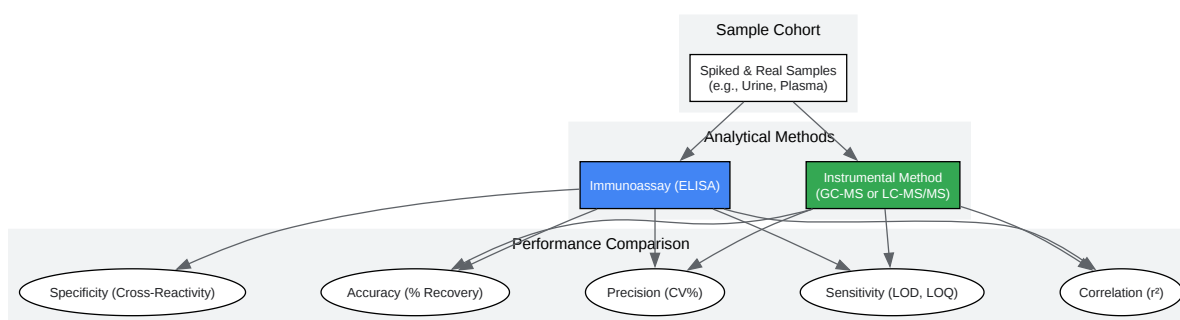 Sample Cohort
Spiked & Real Samples
(e.g., Urine, Plasma)
Analytical Methods
Immunoassay (ELISA)
Instrumental Method
(GC-MS or LC-MS/MS)
Performance Comparison
Specificity (Cross-Reactivity)
Accuracy (% Recovery)
Precision (CV%)
Sensitivity (LOD, LOQ)
Correlation (r²)